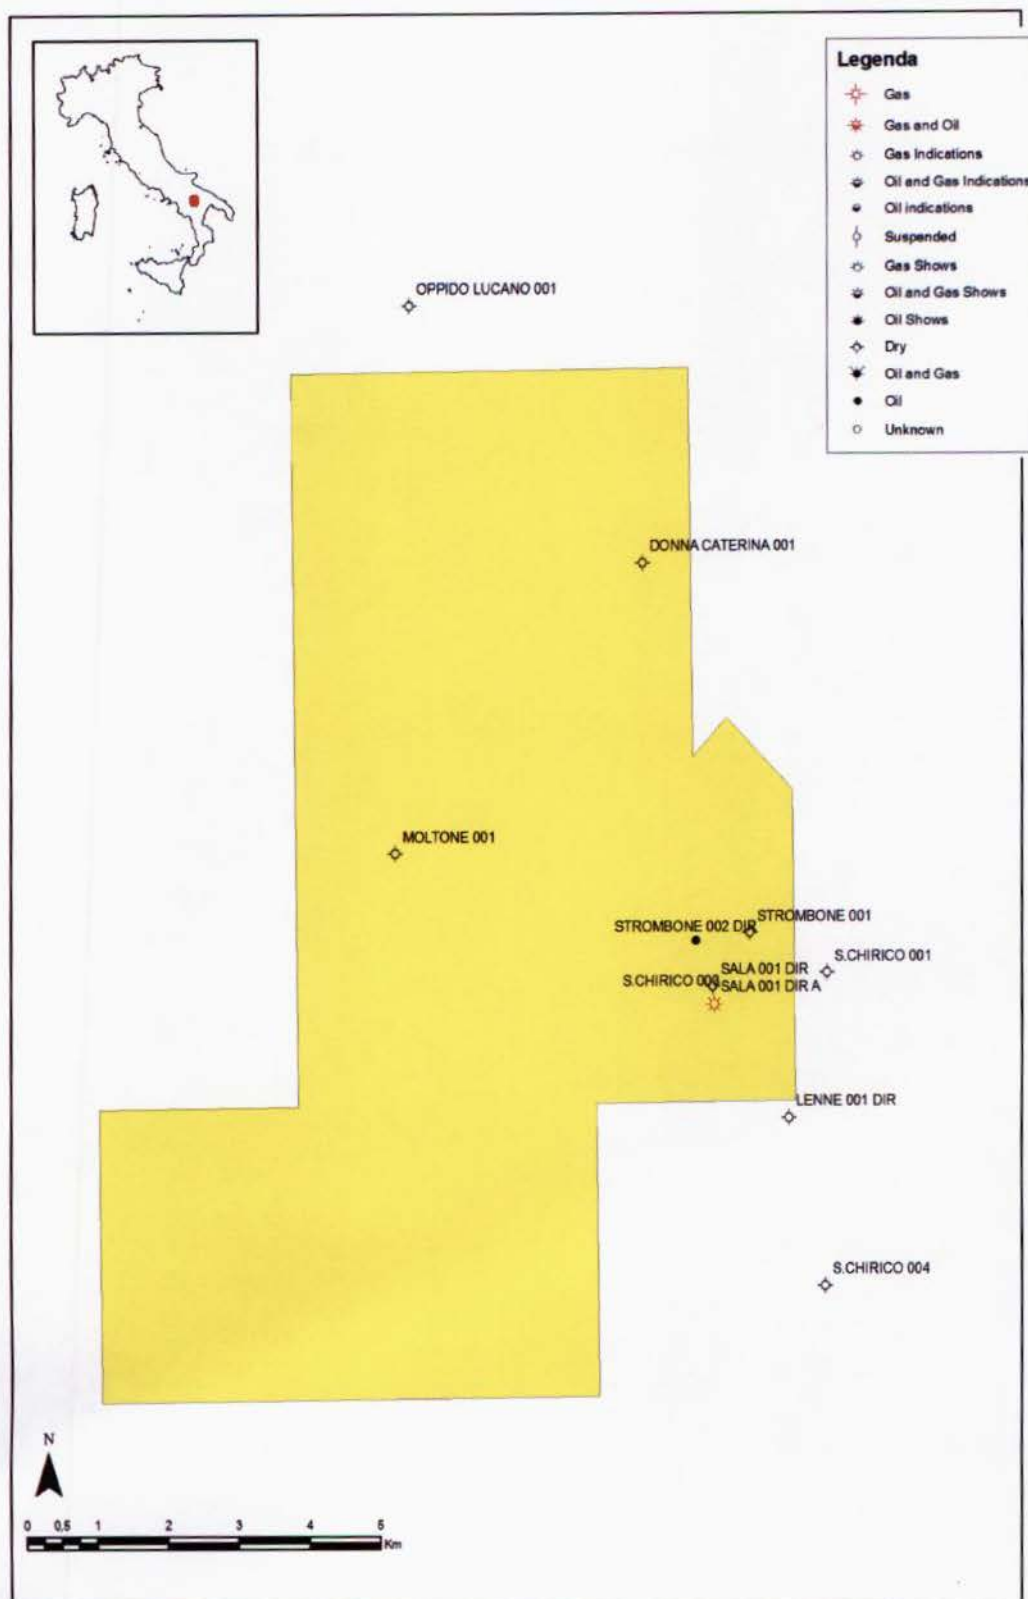 Legenda
Gas
Gas and Oil
Gas Indications
Oil and Gas Indications
Oil indications
Suspended
Gas Shows
Oil and Gas Shows
Oil Shows
Dry
Oil and Gas
Oil
Unknown
OPPIDO LUCANO 001
DONNA CATERINA 001
MOLTONE 001
STROMBONE 001
STROMBONE 002 DIR
S.CHIRICO 001
SALA 001 DIR
S.CHIRICO
SALA 001 DIR A
LENNE 001 DIR
S.CHIRICO 004
N
0 0,5 1 2 3 4 5
Km